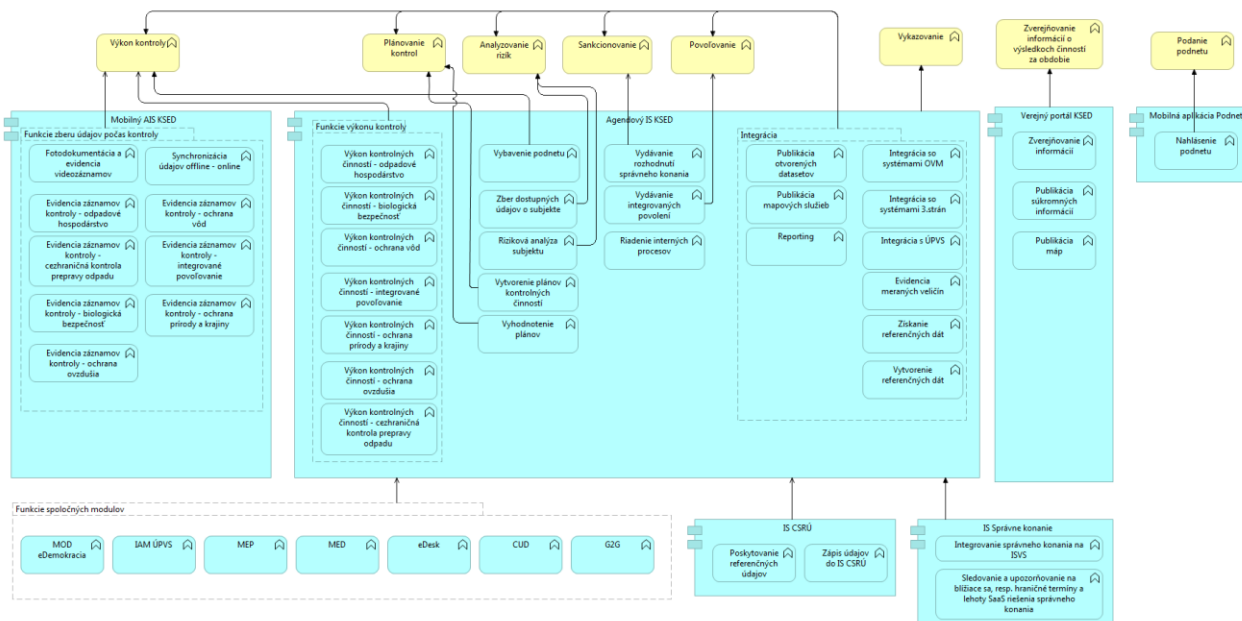 Výkon kontroly
Plánovanie
kontrol
Analyzovanie
rizík
Sankcionovanie
Povoľovanie
Vykazovanie
Zverejňovanie
informácií o
výsledkoch činností
za obdobie
Podanie
podnetu
Mobilný AIS KSED
Funkcie zberu údajov počas kontroly
Fotodokumentácia a
evidencia
videozáznamov
Synchronizácia
údajov offline - online
Evidencia záznamov
kontroly - odpadové
hospodárstvo
Evidencia záznamov
kontroly - ochrana
vôd
Evidencia záznamov
kontroly -
cezhraničná kontrola
prepravy odpadu
Evidencia záznamov
kontroly -
integrované
povoľovanie
Evidencia záznamov
kontroly - biologická
bezpečnosť
Evidencia záznamov
kontroly - ochrana
prírody a krajiny
Evidencia záznamov
kontroly - ochrana
ovzdušia
Agendový IS KSED
Funkcie výkonu kontroly
Výkon kontrolných
činností - odpadové
hospodárstvo
Výkon kontrolných
činností - biologická
bezpečnosť
Výkon kontrolných
činností - ochrana vôd
Výkon kontrolných
činností - integrované
povoľovanie
Výkon kontrolných
činností - ochrana
prírody a krajiny
Výkon kontrolných
činností - ochrana
ovzdušia
Výkon kontrolných
činností - cezhraničná
kontrola prepravy
odpadu
Vybavenie podnetu
Zber dostupných
údajov o subjekte
Riziková analýza
subjektu
Vytvorenie plánov
kontrolných
činností
Vyhodnotenie
plánov
Vydávanie
rozhodnutí
správneho konania
Vydávanie
integrovaných
povolení
Riadenie interných
procesov
Integrácia
Publikácia
otvorených
datasetov
Publikácia
mapových služieb
Reporting
Integrácia so
systémami OVM
Integrácia so
systémami 3.strán
Integrácia s ÚPVS
Evidencia
meraných veličín
Získanie
referenčných dát
Vytvorenie
referenčných dát
Verejný portál KSED
Zverejňovanie
informácií
Publikácia
súkromných
informácií
Publikácia
máp
Mobilná aplikácia Podnet
Nahlásenie
podnetu
Funkcie spoločných modulov
MOD
eDemokracia
IAM ÚPVS
MEP
MED
eDesk
CUD
G2G
IS CSRÚ
Poskytovanie
referenčných
údajov
Zápis údajov
do IS CSRÚ
IS Správne konanie
Integrovanie správneho konania na
ISVS
Sledovanie a upozorňovanie na
blížiace sa, resp. hraničné termíny a
lehoty SaaS riešenia správneho
konania